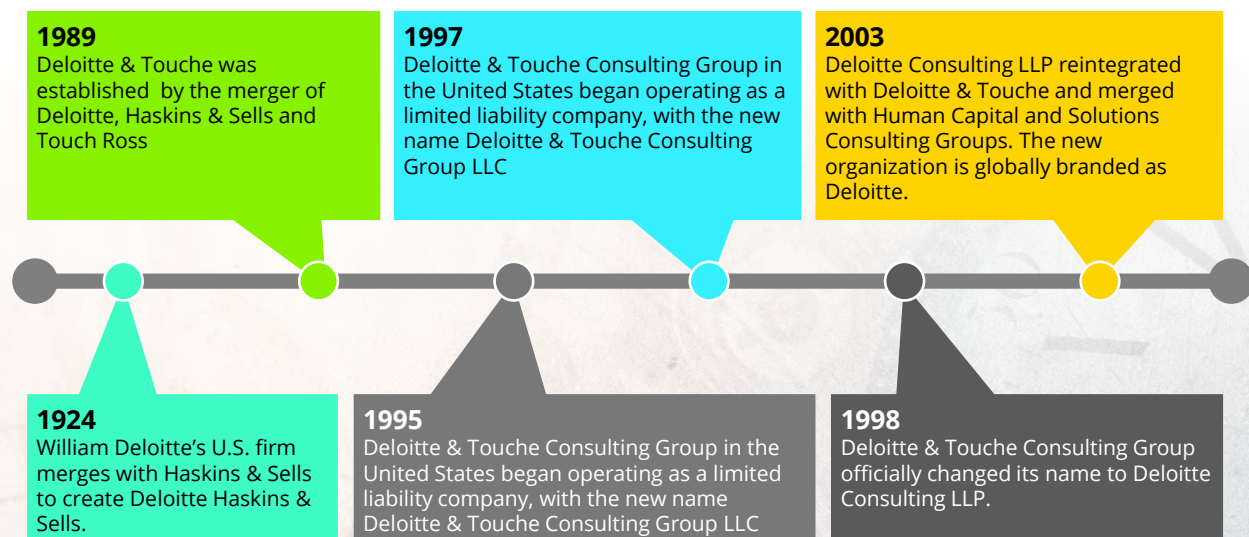 1989
Deloitte & Touche was
established  by the merger of
Deloitte, Haskins & Sells and
Touch Ross
1997
Deloitte & Touche Consulting Group in
the United States began operating as a
limited liability company, with the new
name Deloitte & Touche Consulting
Group LLC
2003
Deloitte Consulting LLP reintegrated
with Deloitte & Touche and merged
with Human Capital and Solutions
Consulting Groups. The new
organization is globally branded as
Deloitte.
1924
William Deloitte’s U.S. firm
merges with Haskins & Sells
to create Deloitte Haskins &
Sells.
1995
Deloitte & Touche Consulting Group in the
United States began operating as a limited
liability company, with the new name
Deloitte & Touche Consulting Group LLC
1998
Deloitte & Touche Consulting Group
officially changed its name to Deloitte
Consulting LLP.